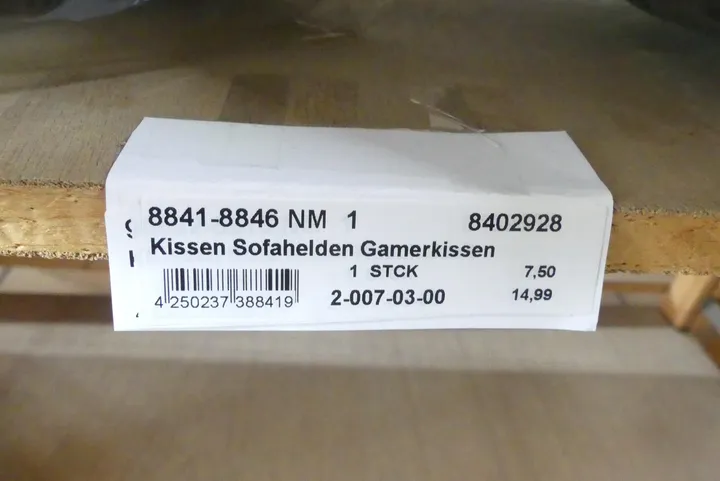 8841-8846 NM 1 8402928
Kissen Sofahelden Gamerkissen
1 STCK 7,50
4 250237 388419 2-007-03-00 14,99